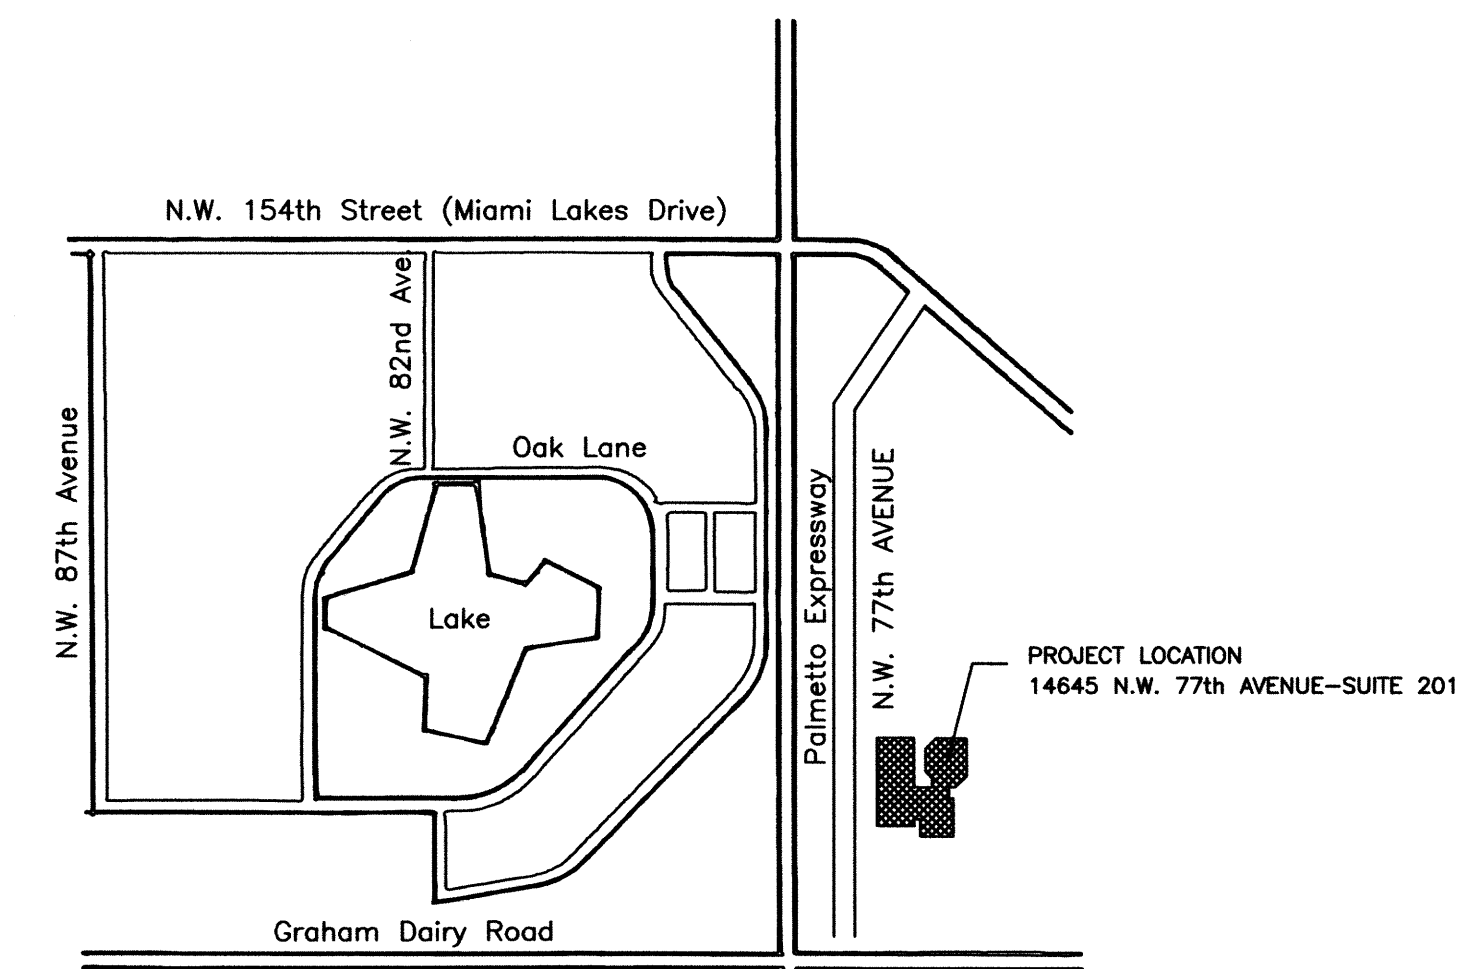 N.W. 154th Street (Miami Lakes Drive)
N.W. 82nd Ave.
N.W. 87th Avenue
Oak Lane
Lake
Palmetto Expressway
N.W. 77th AVENUE
PROJECT LOCATION
14645 N.W. 77th AVENUE-SUITE 201
Graham Dairy Road